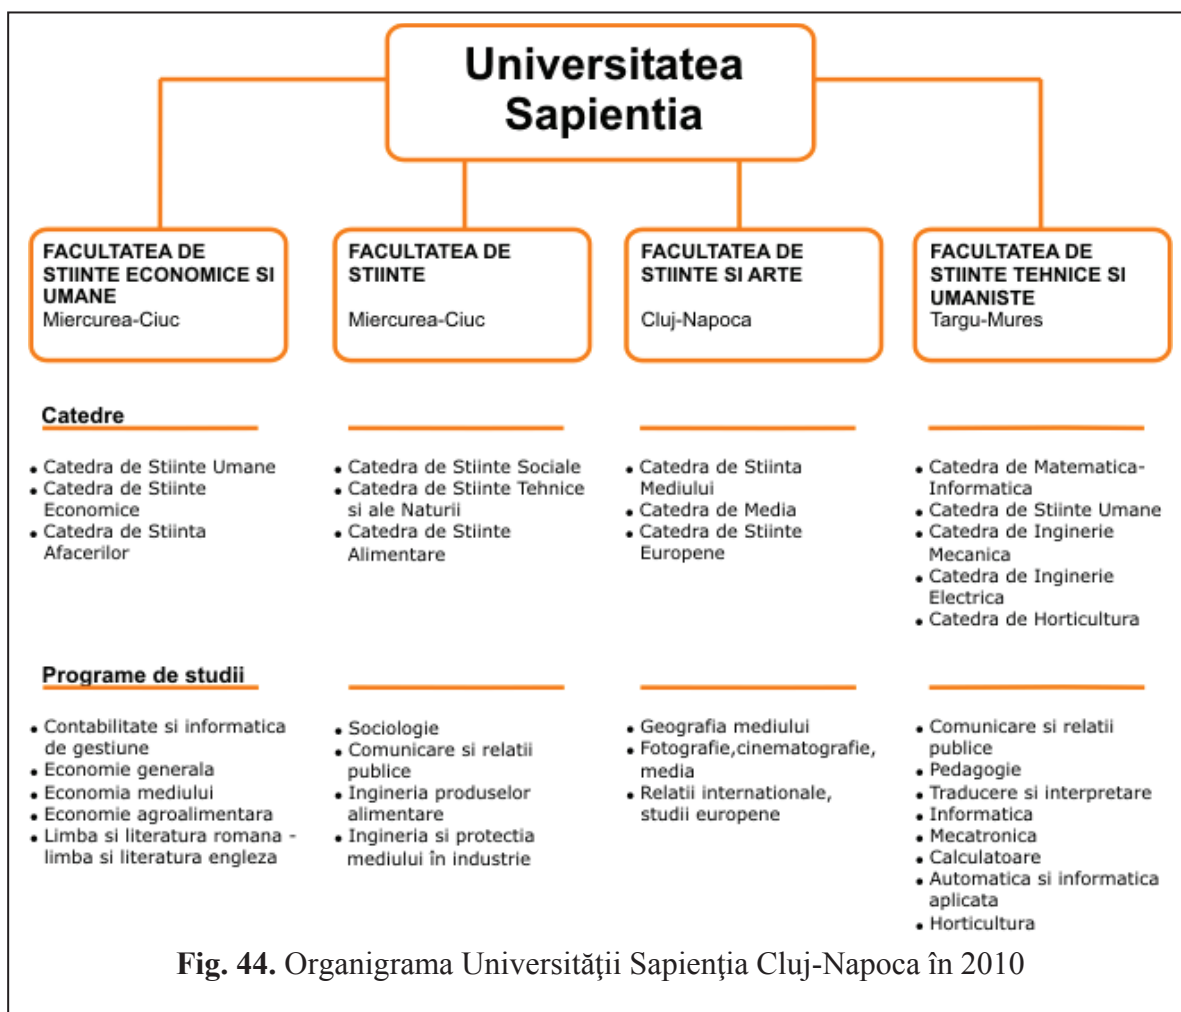 Universitatea
Sapientia
FACULTATEA DE
STIINTE ECONOMICE SI
UMANE
Miercurea-Ciuc
FACULTATEA DE
STIINTE
Miercurea-Ciuc
FACULTATEA DE
STIINTE SI ARTE
Cluj-Napoca
FACULTATEA DE
STIINTE TEHNICE SI
UMANISTE
Targu-Mures
Catedre
• Catedra de Stiinte Umane
• Catedra de Stiinte
Economice
• Catedra de Stiinta
Afacerilor
• Catedra de Stiinte Sociale
• Catedra de Stiinte Tehnice
si ale Naturii
• Catedra de Stiinte
Alimentare
• Catedra de Stiinta
Mediului
• Catedra de Media
• Catedra de Stiinte
Europene
• Catedra de Matematica-
Informatica
• Catedra de Stiinte Umane
• Catedra de Inginerie
Mecanica
• Catedra de Inginerie
Electrica
• Catedra de Horticultura
Programe de studii
• Contabilitate si informatica
de gestiune
• Economie generala
• Economia mediului
• Economie agroalimentara
• Limba si literatura romana -
limba si literatura engleza
• Sociologie
• Comunicare si relatii
publice
• Ingineria produselor
alimentare
• Ingineria si protectia
mediului în industrie
• Geografia mediului
• Fotografie,cinematografie,
media
• Relatii internationale,
studii europene
• Comunicare si relatii
publice
• Pedagogie
• Traducere si interpretare
• Informatica
• Mecatronica
• Calculatoare
• Automatica si informatica
aplicata
• Horticultura
Fig. 44. Organigrama Universităţii Sapienţia Cluj-Napoca în 2010